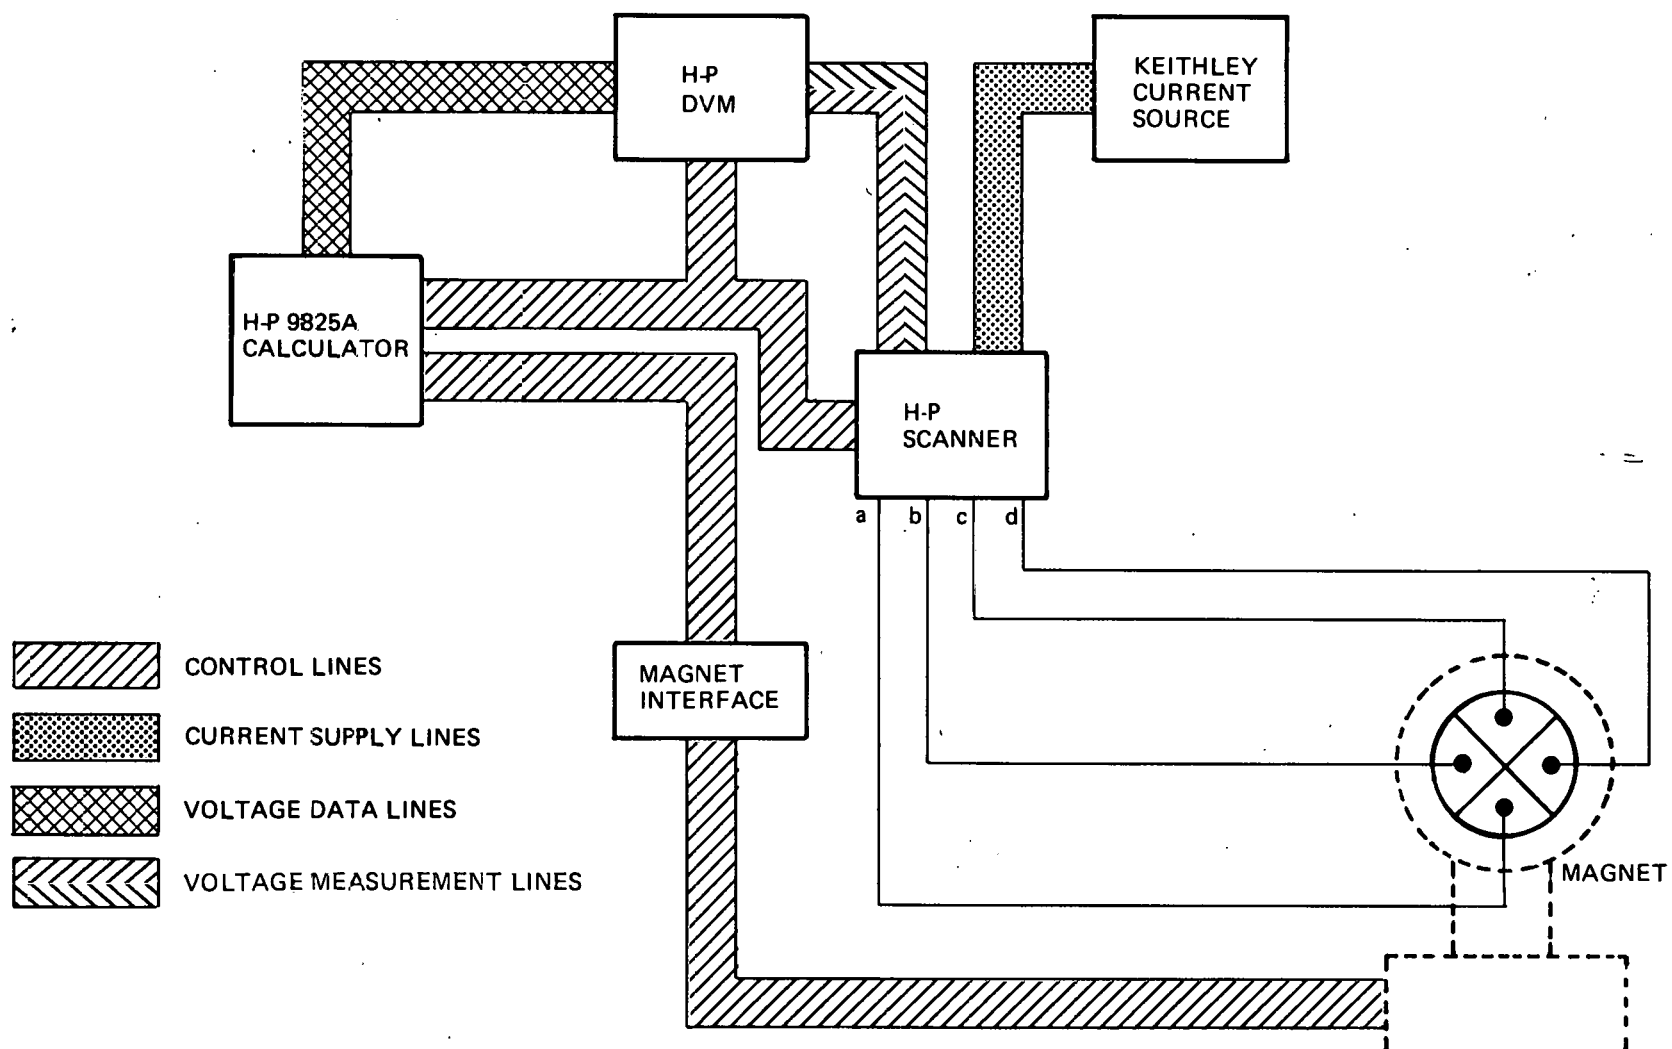 H-P
DVM
KEITHLEY
CURRENT
SOURCE
H-P 9825A
CALCULATOR
H-P
SCANNER
a b c d
MAGNET
INTERFACE
CONTROL LINES
CURRENT SUPPLY LINES
VOLTAGE DATA LINES
VOLTAGE MEASUREMENT LINES
MAGNET